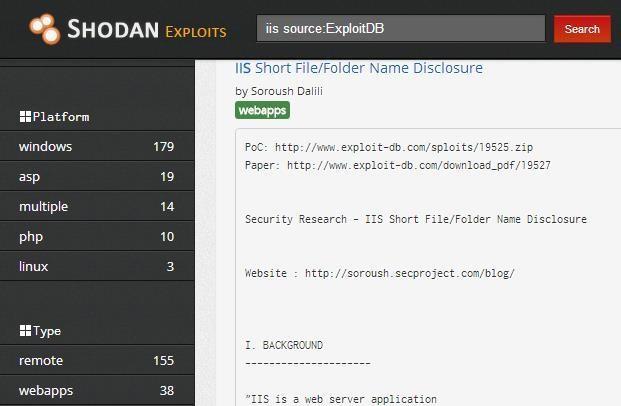 SHODAN EXPLOITS
iis source:ExploitDB
Search
Platform
windows 179
asp 19
multiple 14
php 10
linux 3
Type
remote 155
webapps 38
IIS Short File/Folder Name Disclosure
by Soroush Dalili
webapps
PoC: http://www.exploit-db.com/sploits/19525.zip
Paper: http://www.exploit-db.com/download_pdf/19527
Security Research - IIS Short File/Folder Name Disclosure
Website : http://soroush.secproject.com/blog/
I. BACKGROUND
---------------------
"IIS is a web server application